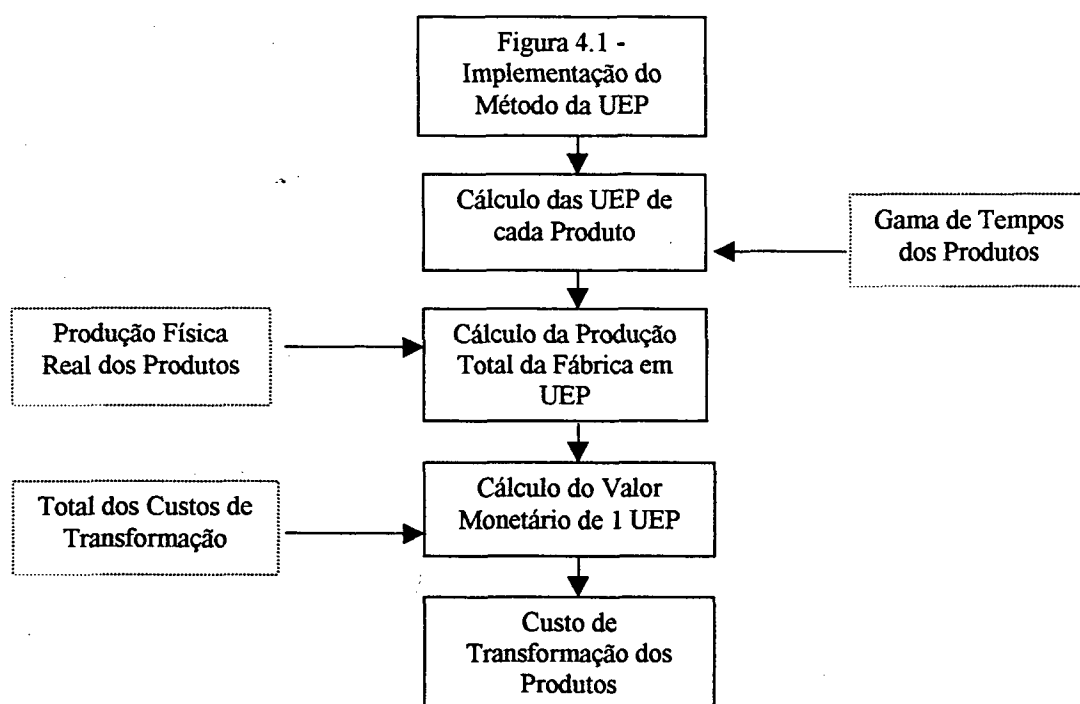 Figura 4.1 -
Implementação do
Método da UEP
Cálculo das UEP de
cada Produto
Gama de Tempos
dos Produtos
Produção Física
Real dos Produtos
Cálculo da Produção
Total da Fábrica em
UEP
Total dos Custos de
Transformação
Cálculo do Valor
Monetário de 1 UEP
Custo de
Transformação dos
Produtos